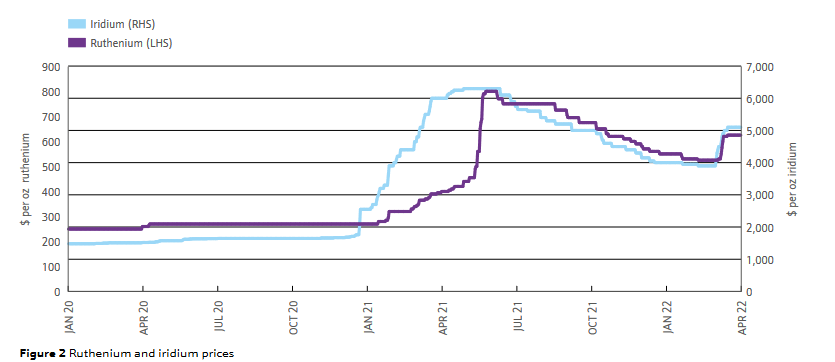 Iridium (RHS)
Ruthenium (LHS)
900
800
700
600
500
400
300
200
100
0
$ per oz ruthenium
7,000
6,000
5,000
4,000
3,000
2,000
1,000
0
$ per oz iridium
JAN 20
APR 20
JUL 20
OCT 20
JAN 21
APR 21
JUL 21
OCT 21
JAN 22
APR 22
Figure 2 Ruthenium and iridium prices